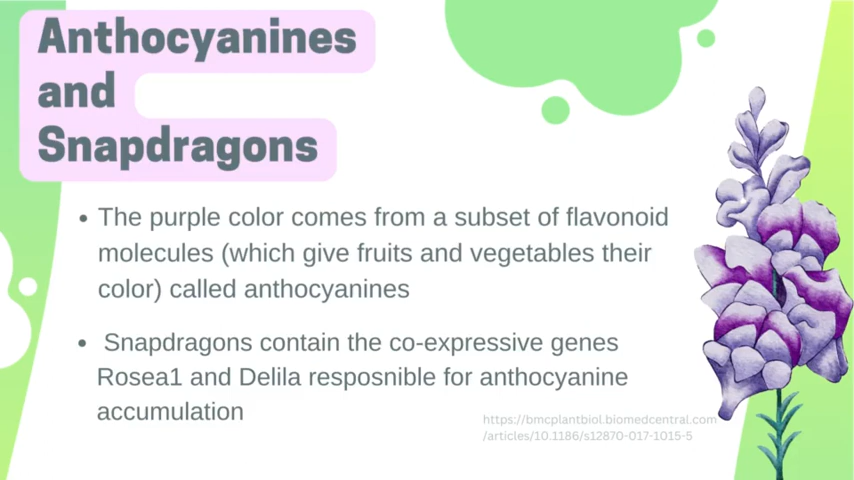 Anthocyanines
and
Snapdragons
• The purple color comes from a subset of flavonoid
molecules (which give fruits and vegetables their
color) called anthocyanines
• Snapdragons contain the co-expressive genes
Rosea1 and Delila resposnible for anthocyanine
accumulation
https://bmcplantbiol.biomedcentral.com
/articles/10.1186/s12870-017-1015-5